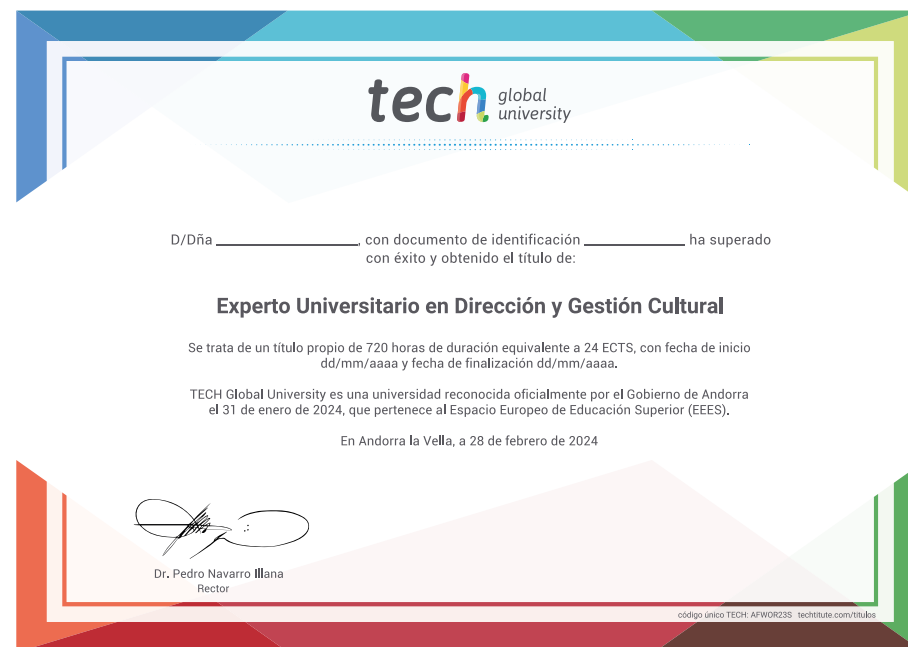 tech global university
D/Dña ______________, con documento de identificación __________ ha superado
con éxito y obtenido el título de:
Experto Universitario en Dirección y Gestión Cultural
Se trata de un título propio de 720 horas de duración equivalente a 24 ECTS, con fecha de inicio
dd/mm/aaaa y fecha de finalización dd/mm/aaaa.
TECH Global University es una universidad reconocida oficialmente por el Gobierno de Andorra
el 31 de enero de 2024, que pertenece al Espacio Europeo de Educación Superior (EEES).
En Andorra la Vella, a 28 de febrero de 2024
Dr. Pedro Navarro Illana
Rector
código único TECH: AFWOR23S techtitute.com/titulos